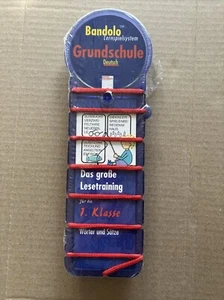 Bandolo
Lernspielsystem
Grundschule
Deutsch
Das große
Lesetraining
für die
1. Klasse
Wörter und Sätze